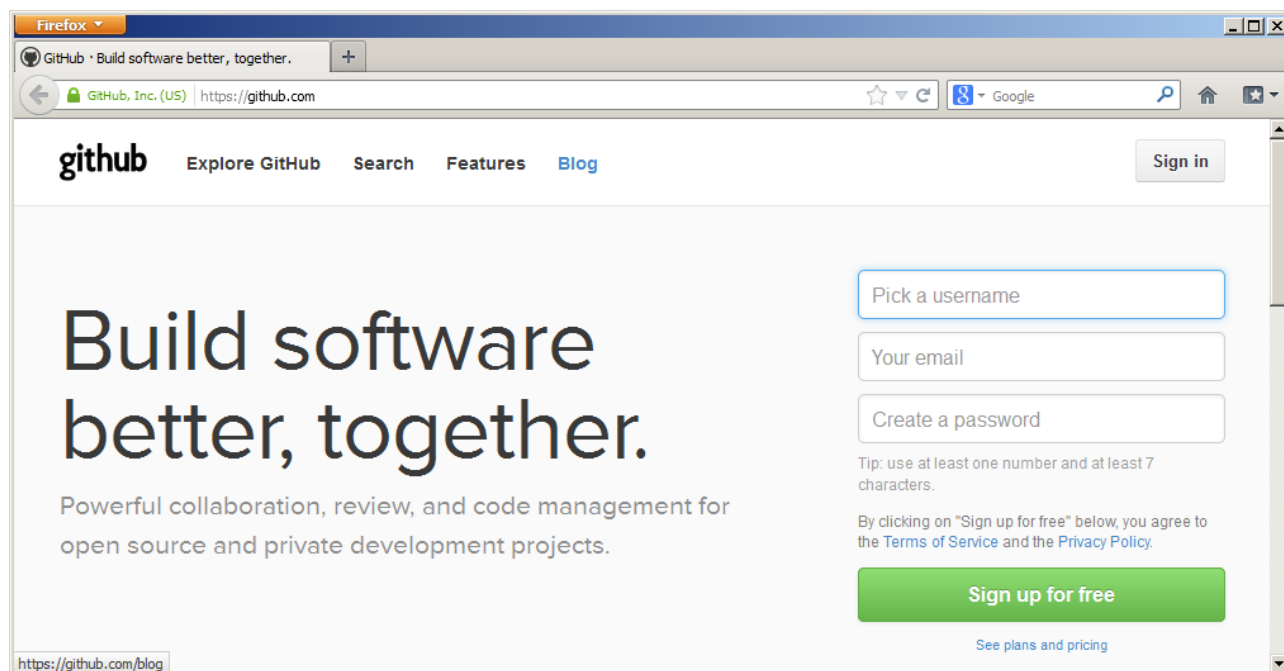 Firefox
GitHub · Build software better, together.
GitHub, Inc. (US) https://github.com
Google
github Explore GitHub Search Features Blog Sign in
Build software
better, together.
Powerful collaboration, review, and code management for
open source and private development projects.
Pick a username
Your email
Create a password
Tip: use at least one number and at least 7
characters.
By clicking on "Sign up for free" below, you agree to
the Terms of Service and the Privacy Policy.
Sign up for free
See plans and pricing
https://github.com/blog